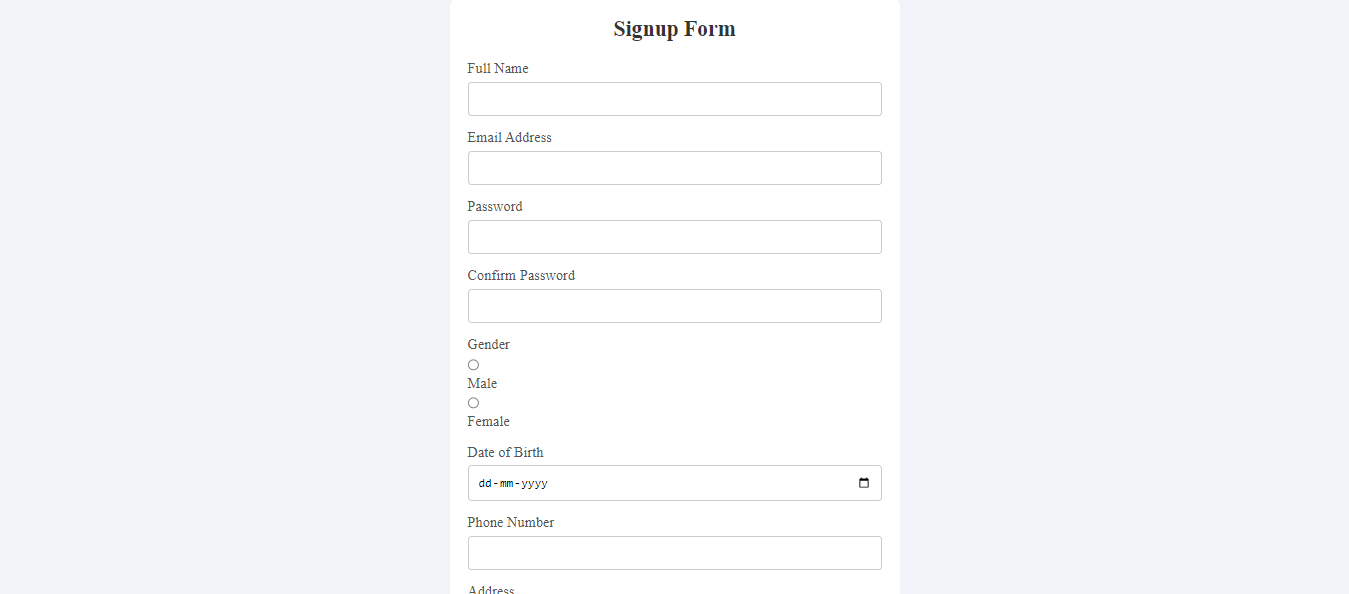 Signup Form
Full Name
Email Address
Password
Confirm Password
Gender
Male
Female
Date of Birth
dd-mm-yyyy
Phone Number
Address